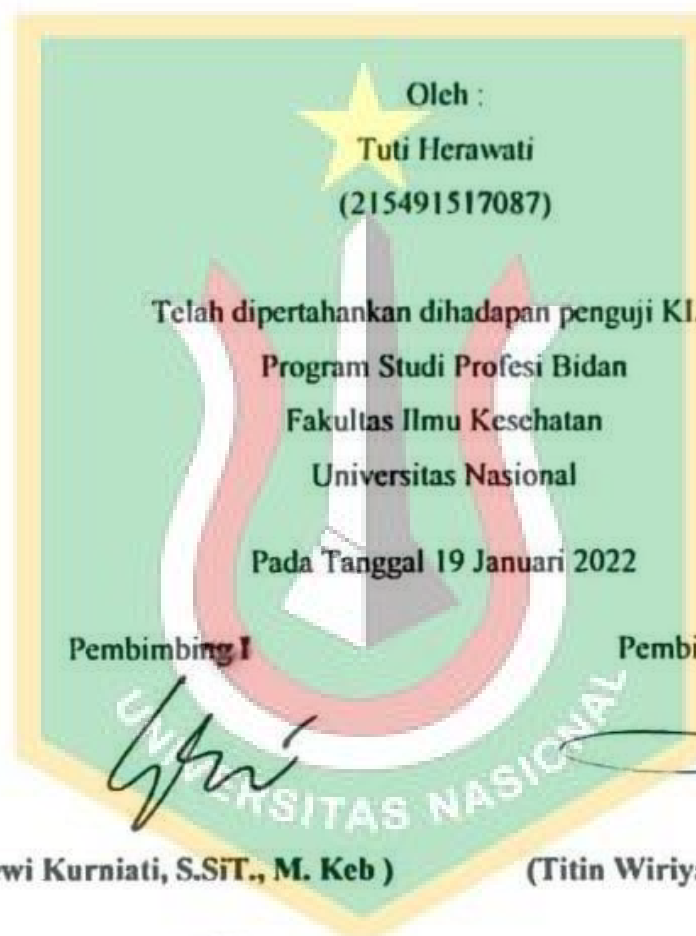 Oleh :
Tuti Herawati
(215491517087)
Telah dipertahankan dihadapan penguji
Program Studi Profesi Bidan
Fakultas Ilmu Kesehatan
Universitas Nasional
Pada Tanggal 19 Januari 2022
Pembimbing I
UNIVERSITAS NASIONAL
Kurniati, S.SiT., M. Keb ) (Titin